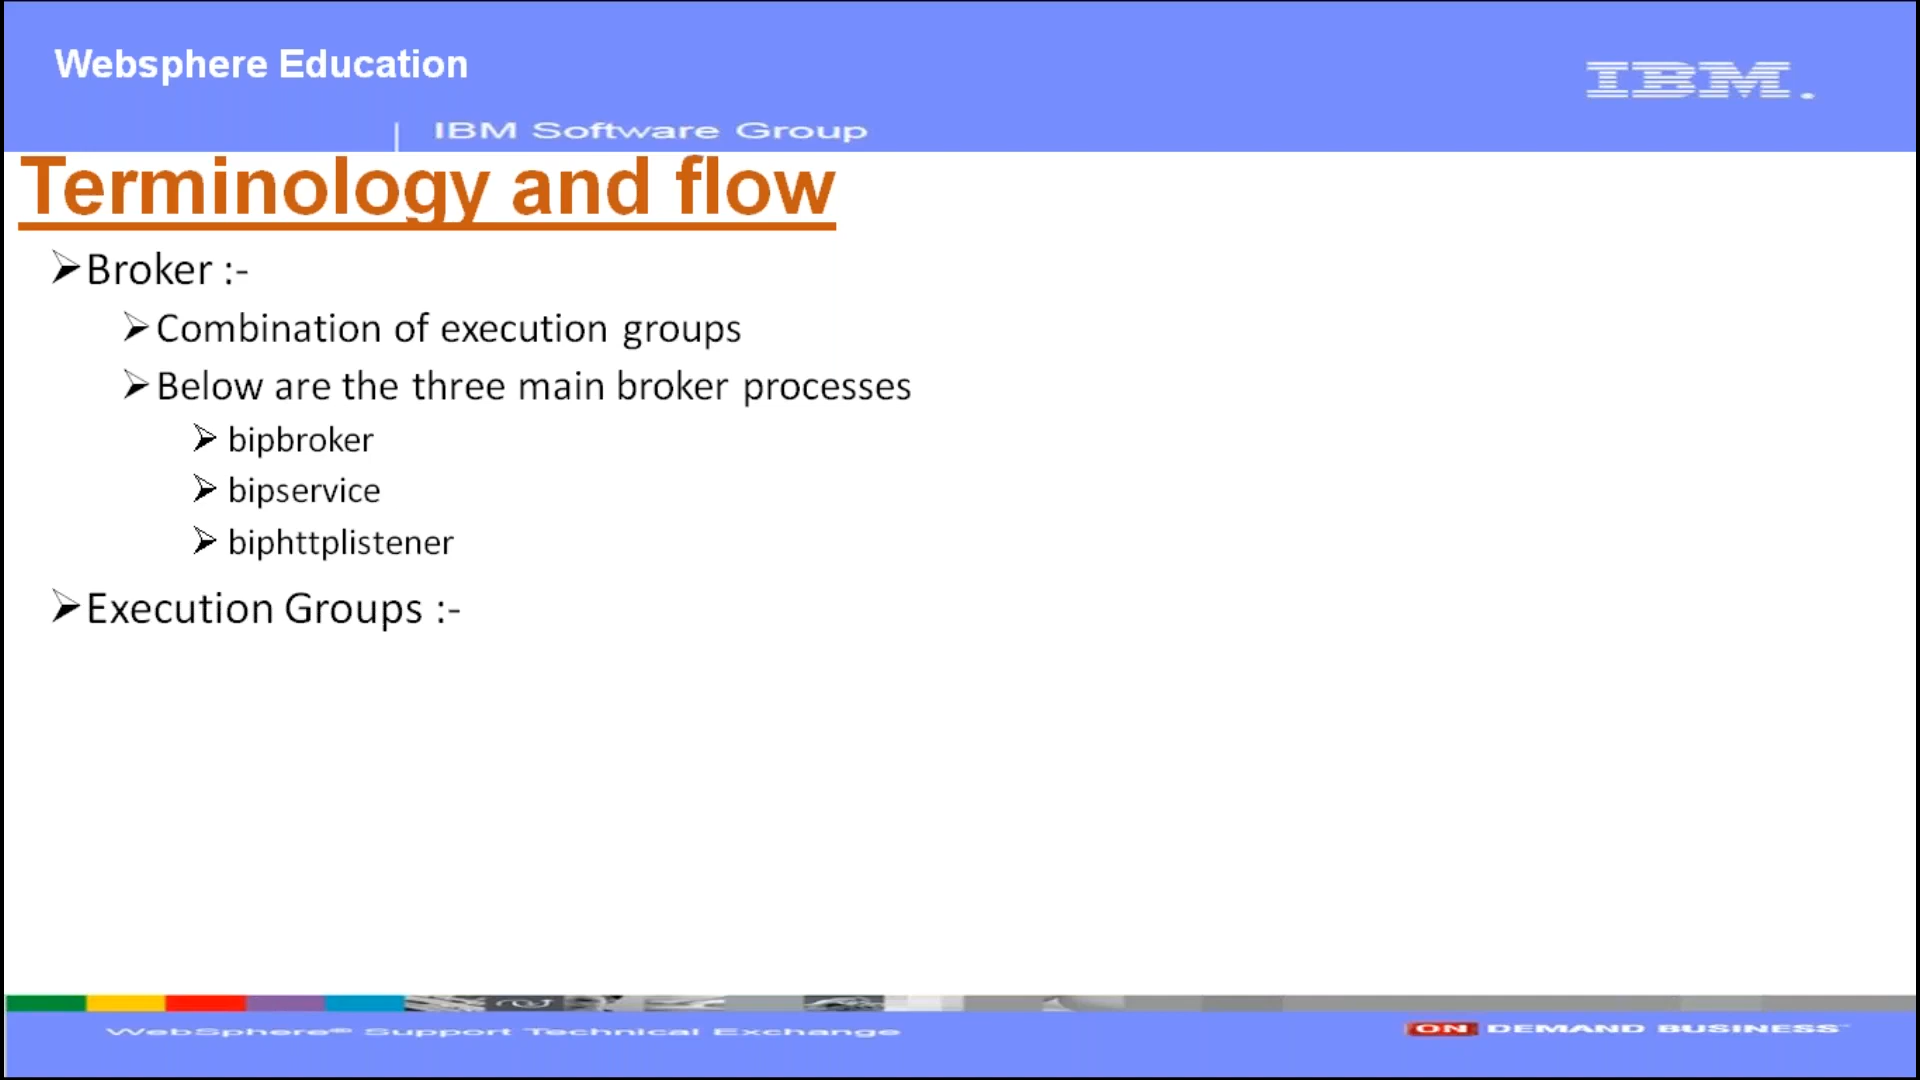 Websphere Education
IBM.
IBM Software Group
Terminology and flow
Broker :-
Combination of execution groups
Below are the three main broker processes
bipbroker
bipservice
biphttplistener
Execution Groups :-
WebSphere® Support Technical Exchange
ON DEMAND BUSINESS™